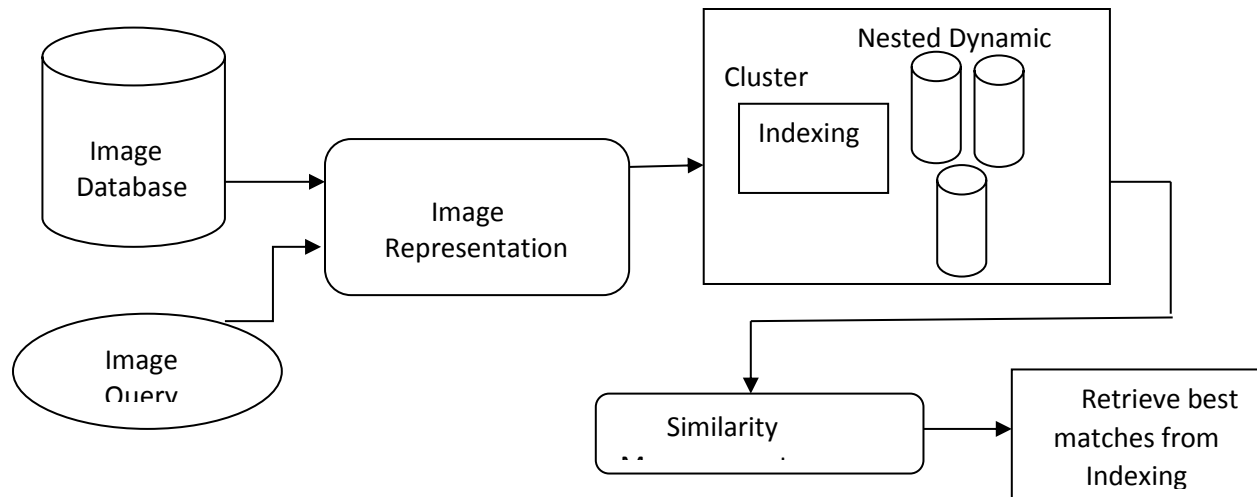 Image
Database
Image
Query
Image
Representation
Nested Dynamic
Cluster
Indexing
Similarity
Retrieve best
matches from
Indexing